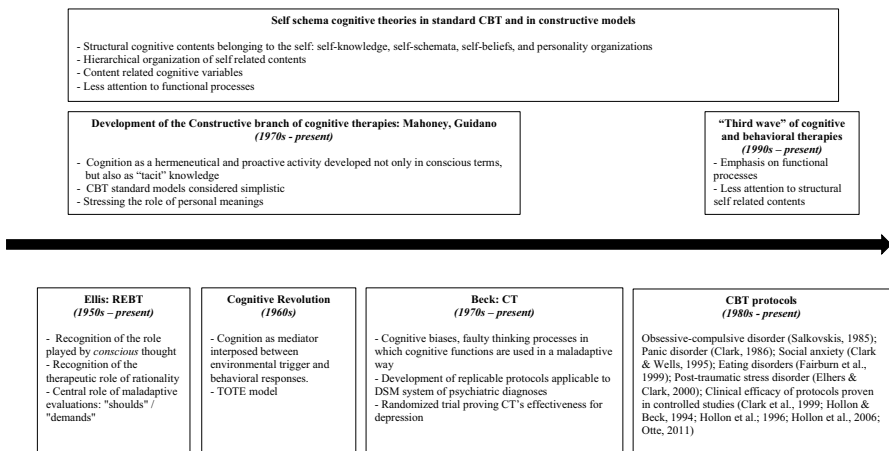 Self schema cognitive theories in standard CBT and in constructive models
- Structural cognitive contents belonging to the self: self-knowledge, self-schemata, self-beliefs, and personality organizations
- Hierarchical organization of self related contents
- Content related cognitive variables
- Less attention to functional processes
Development of the Constructive branch of cognitive therapies: Mahoney, Guidano
(1970s - present)
- Cognition as a hermeneutical and proactive activity developed not only in conscious terms,
but also as “tacit” knowledge
- CBT standard models considered simplistic
- Stressing the role of personal meanings
“Third wave” of cognitive
and behavioral therapies
(1990s – present)
- Emphasis on functional
processes
- Less attention to structural
self related contents
Ellis: REBT
(1950s – present)
- Recognition of the role
played by conscious thought
- Recognition of the
therapeutic role of rationality
- Central role of maladaptive
evaluations: "shoulds" /
"demands"
Cognitive Revolution
(1960s)
- Cognition as mediator
interposed between
environmental trigger and
behavioral responses.
- TOTE model
Beck: CT
(1970s – present)
- Cognitive biases, faulty thinking processes in
which cognitive functions are used in a maladaptive
way
- Development of replicable protocols applicable to
DSM system of psychiatric diagnoses
- Randomized trial proving CT’s effectiveness for
depression
CBT protocols
(1980s - present)
Obsessive-compulsive disorder (Salkovskis, 1985);
Panic disorder (Clark, 1986); Social anxiety (Clark
& Wells, 1995); Eating disorders (Fairburn et al.,
1999); Post-traumatic stress disorder (Elhers &
Clark, 2000); Clinical efficacy of protocols proven
in controlled studies (Clark et al., 1999; Hollon &
Beck, 1994; Hollon et al.; 1996; Hollon et al., 2006;
Otte, 2011)